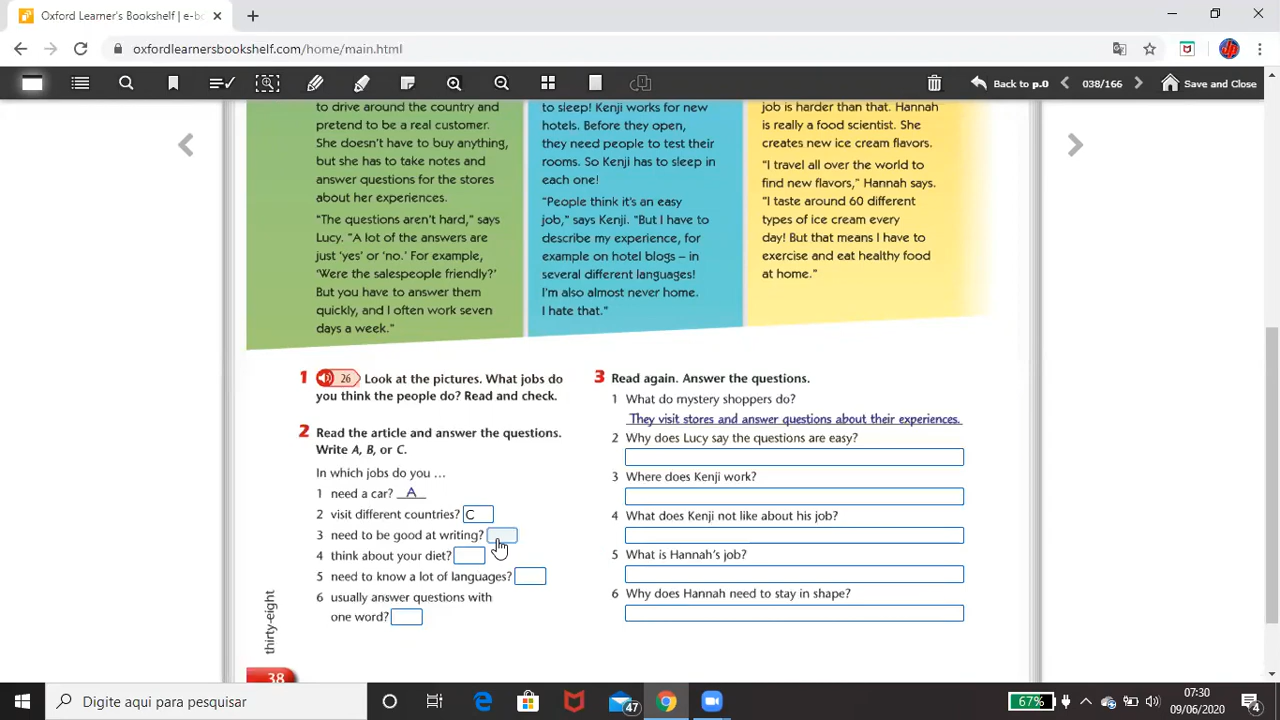 Oxford Learner's Bookshelf | e-bo
oxfordlearnersbookshelf.com/home/main.html
Back to p.0
038/166
Save and Close
to drive around the country and
pretend to be a real customer.
She doesn't have to buy anything,
but she has to take notes and
answer questions for the stores
about her experiences.
"The questions aren't hard," says
Lucy. "A lot of the answers are
just 'yes' or 'no.' For example,
'Were the salespeople friendly?'
But you have to answer them
quickly, and I often work seven
days a week."
to sleep! Kenji works for new
hotels. Before they open,
they need people to test their
rooms. So Kenji has to sleep in
each one!
"People think it's an easy
job," says Kenji. "But I have to
describe my experience, for
example on hotel blogs – in
several different languages!
I'm also almost never home.
I hate that."
job is harder than that. Hannah
is really a food scientist. She
creates new ice cream flavors.
"I travel all over the world to
find new flavors," Hannah says.
"I taste around 60 different
types of ice cream every
day! But that means I have to
exercise and eat healthy food
at home."
1 26 Look at the pictures. What jobs do
you think the people do? Read and check.
2 Read the article and answer the questions.
Write A, B, or C.
In which jobs do you ...
1 need a car? A
2 visit different countries? C
3 need to be good at writing?
4 think about your diet?
5 need to know a lot of languages?
6 usually answer questions with
one word?
3 Read again. Answer the questions.
1 What do mystery shoppers do?
They visit stores and answer questions about their experiences.
2 Why does Lucy say the questions are easy?
3 Where does Kenji work?
4 What does Kenji not like about his job?
5 What is Hannah's job?
6 Why does Hannah need to stay in shape?
thirty-eight
38
Digite aqui para pesquisar
47
67%
07:30
09/06/2020
4